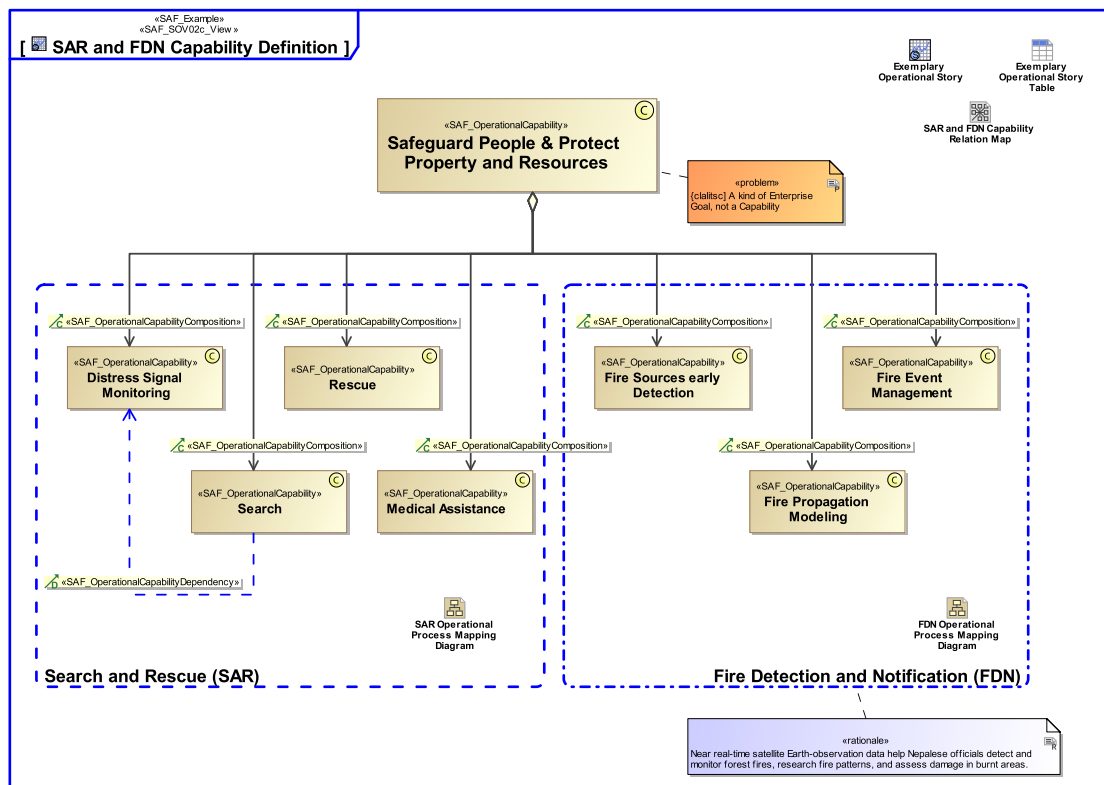 «SAF_Example»
«SAF_SOV02c_View »
[ SAR and FDN Capability Definition ]
Exemplary
Operational Story
Exemplary
Operational Story
Table
SAR and FDN Capability
Relation Map
«SAF_OperationalCapability»
Safeguard People & Protect
Property and Resources
«problem»
{clalitsc] A kind of Enterprise
Goal, not a Capability
«SAF_OperationalCapabilityComposition»
«SAF_OperationalCapabilityComposition»
«SAF_OperationalCapabilityComposition»
«SAF_OperationalCapabilityComposition»
«SAF_OperationalCapability»
Distress Signal
Monitoring
«SAF_OperationalCapability»
Rescue
«SAF_OperationalCapability»
Fire Sources early
Detection
«SAF_OperationalCapability»
Fire Event
Management
«SAF_OperationalCapabilityComposition»
«SAF_OperationalCapabilityComposition»
«SAF_OperationalCapabilityComposition»
«SAF_OperationalCapability»
Search
«SAF_OperationalCapability»
Medical Assistance
«SAF_OperationalCapability»
Fire Propagation
Modeling
«SAF_OperationalCapabilityDependency»
SAR Operational
Process Mapping
Diagram
FDN Operational
Process Mapping
Diagram
Search and Rescue (SAR)
Fire Detection and Notification (FDN)
«rationale»
Near real-time satellite Earth-observation data help Nepalese officials detect and
monitor forest fires, research fire patterns, and assess damage in burnt areas.